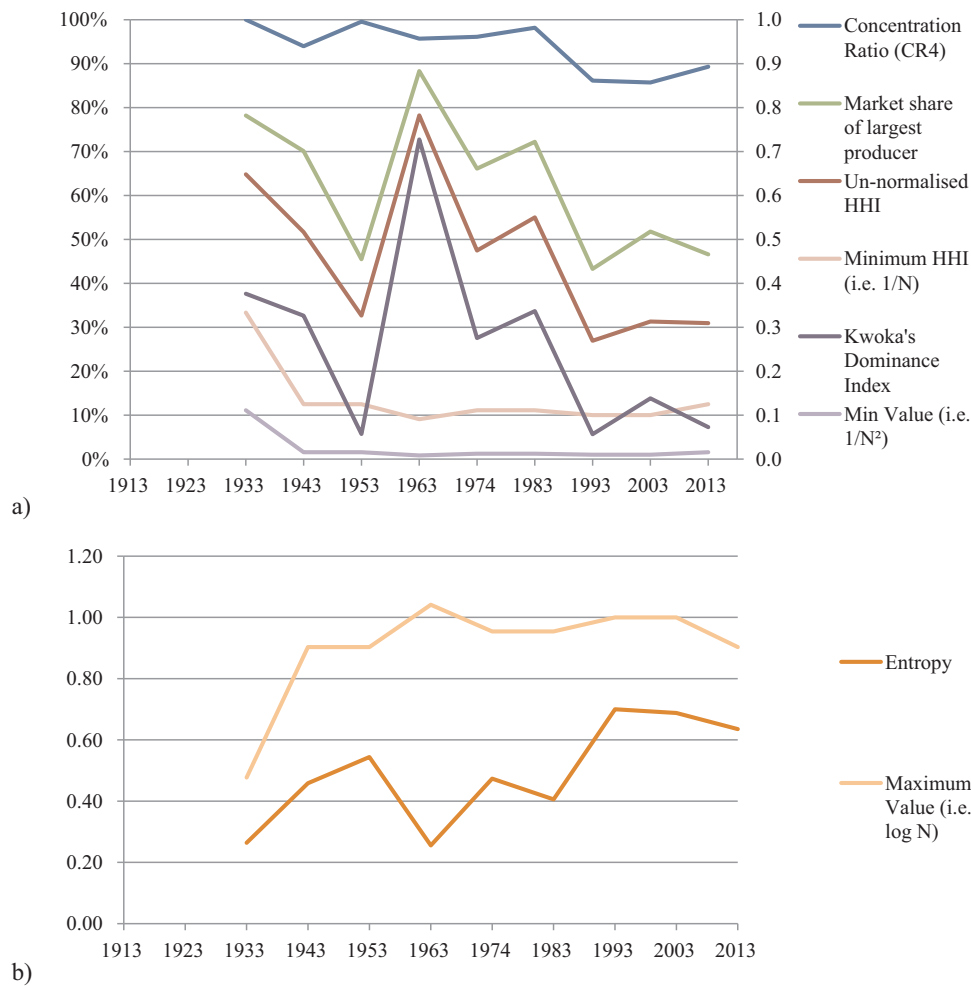 100%
90%
80%
70%
60%
50%
40%
30%
20%
10%
0%
1.0
0.9
0.8
0.7
0.6
0.5
0.4
0.3
0.2
0.1
0.0
1913 1923 1933 1943 1953 1963 1974 1983 1993 2003 2013
Concentration
Ratio (CR4)
Market share
of largest
producer
Un-normalised
HHI
Minimum HHI
(i.e. 1/N)
Kwoka's
Dominance
Index
Min Value (i.e.
1/N²)
a)
1.20
1.00
0.80
0.60
0.40
0.20
0.00
1913 1923 1933 1943 1953 1963 1974 1983 1993 2003 2013
Entropy
Maximum
Value (i.e.
log N)
b)